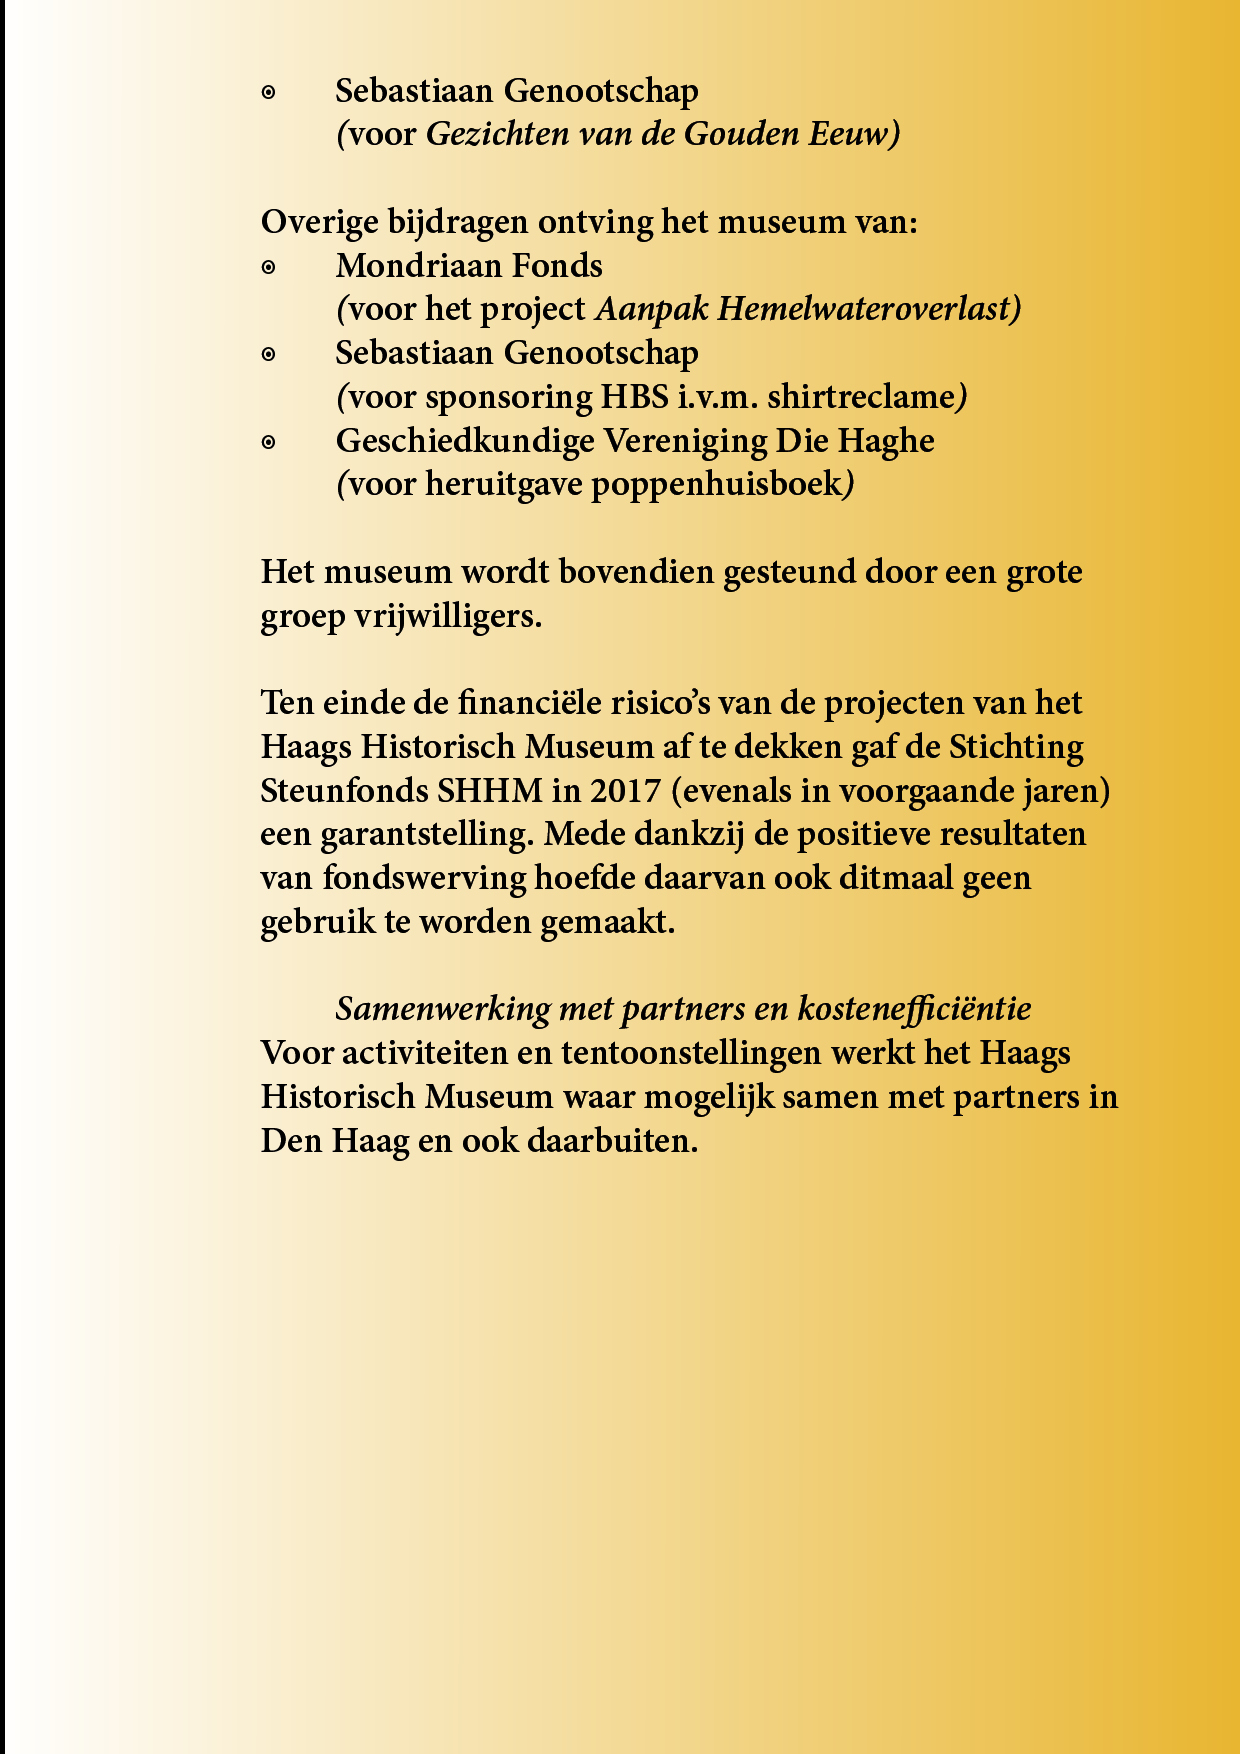 ⊙ Sebastiaan Genootschap
(voor Gezichten van de Gouden Eeuw)
Overige bijdragen ontving het museum van:
⊙ Mondriaan Fonds
(voor het project Aanpak Hemelwateroverlast)
⊙ Sebastiaan Genootschap
(voor sponsoring HBS i.v.m. shirtreclame)
⊙ Geschiedkundige Vereniging Die Haghe
(voor heruitgave poppenhuisboek)
Het museum wordt bovendien gesteund door een grote
groep vrijwilligers.
Ten einde de financiële risico’s van de projecten van het
Haags Historisch Museum af te dekken gaf de Stichting
Steunfonds SHHM in 2017 (evenals in voorgaande jaren)
een garantstelling. Mede dankzij de positieve resultaten
van fondswerving hoefde daarvan ook ditmaal geen
gebruik te worden gemaakt.
Samenwerking met partners en kostenefficiëntie
Voor activiteiten en tentoonstellingen werkt het Haags
Historisch Museum waar mogelijk samen met partners in
Den Haag en ook daarbuiten.